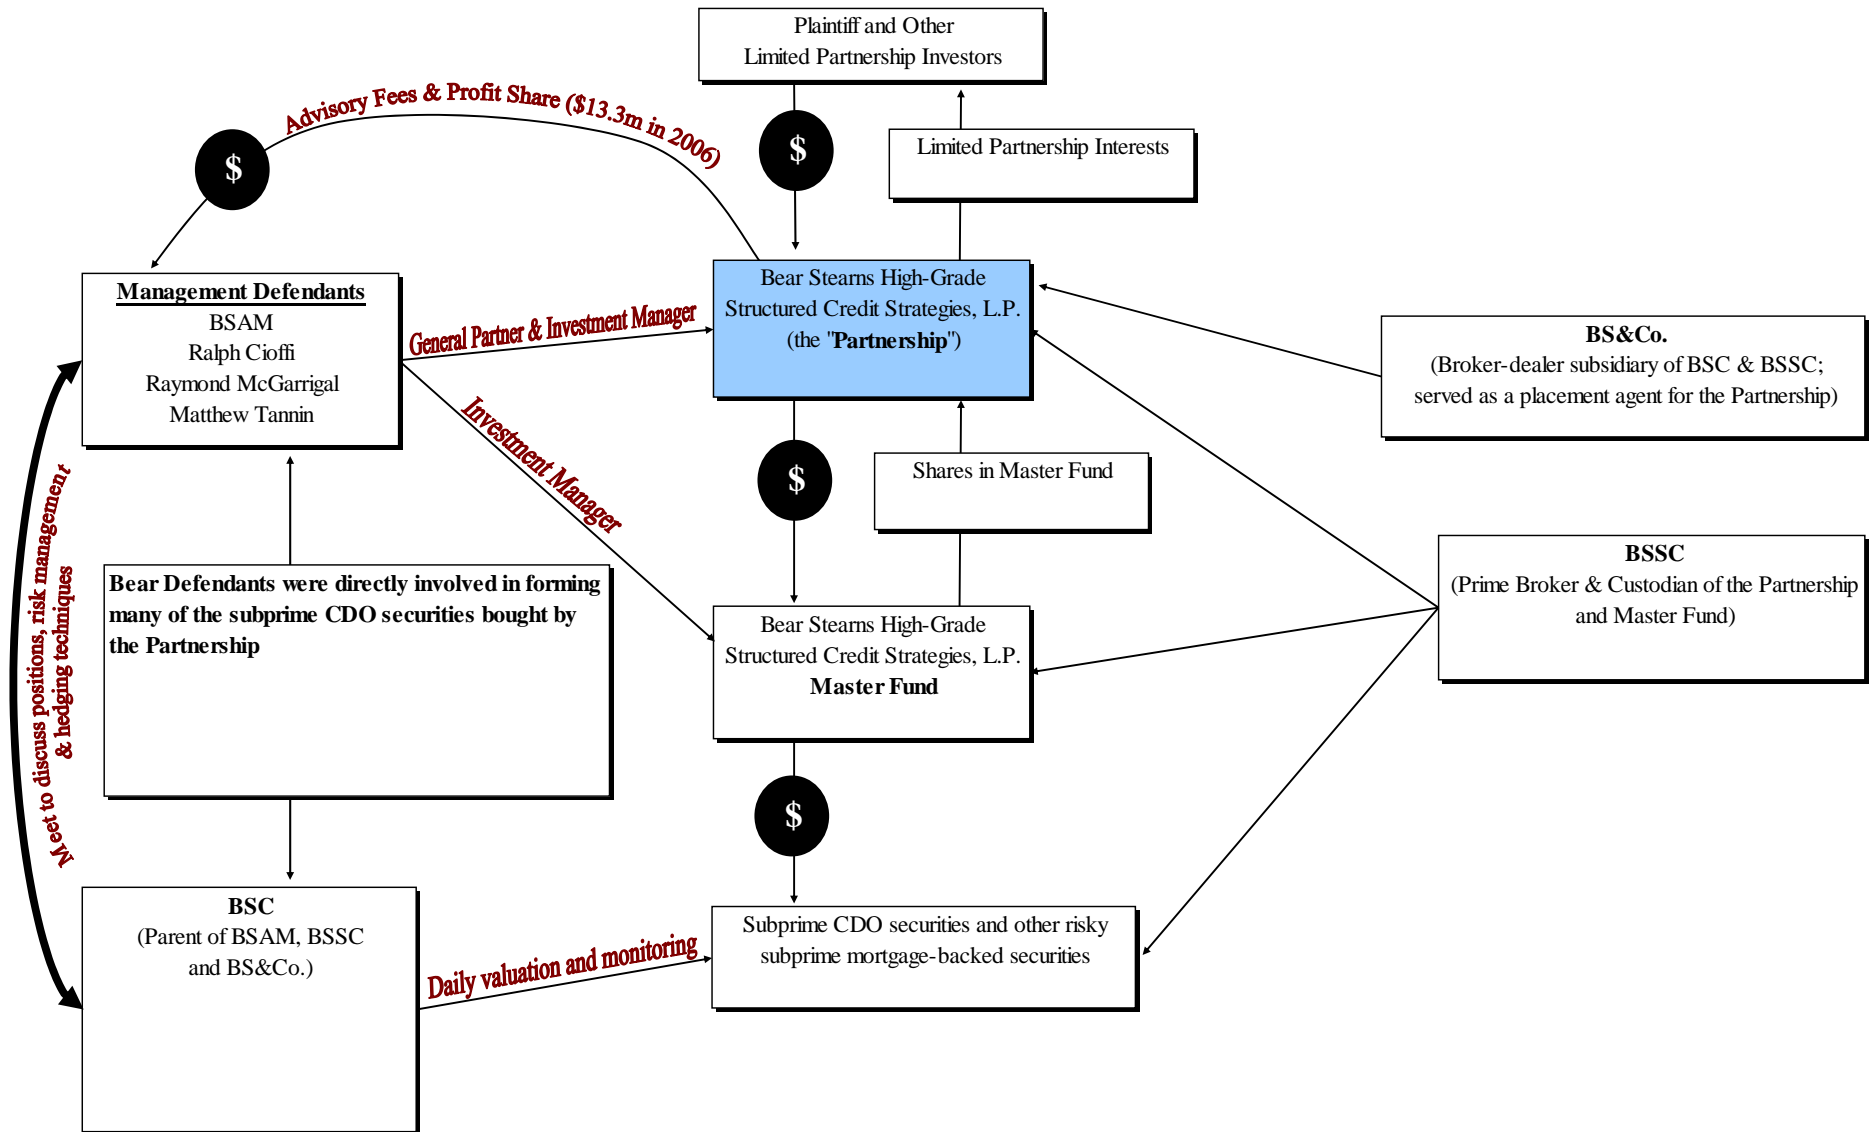 Plaintiff and Other
Limited Partnership Investors
Advisory Fees & Profit Share ($13.3m in 2006)
$
$
Limited Partnership Interests
Management Defendants
BSAM
Ralph Cioffi
Raymond McGarrigal
Matthew Tannin
General Partner & Investment Manager
Bear Stearns High-Grade
Structured Credit Strategies, L.P.
(the "Partnership")
BS&Co.
(Broker-dealer subsidiary of BSC & BSSC;
served as a placement agent for the Partnership)
Investment Manager
$
Shares in Master Fund
Meet to discuss positions, risk management
& hedging techniques
Bear Defendants were directly involved in forming
many of the subprime CDO securities bought by
the Partnership
Bear Stearns High-Grade
Structured Credit Strategies, L.P.
Master Fund
BSSC
(Prime Broker & Custodian of the Partnership
and Master Fund)
$
BSC
(Parent of BSAM, BSSC
and BS&Co.)
Daily valuation and monitoring
Subprime CDO securities and other risky
subprime mortgage-backed securities